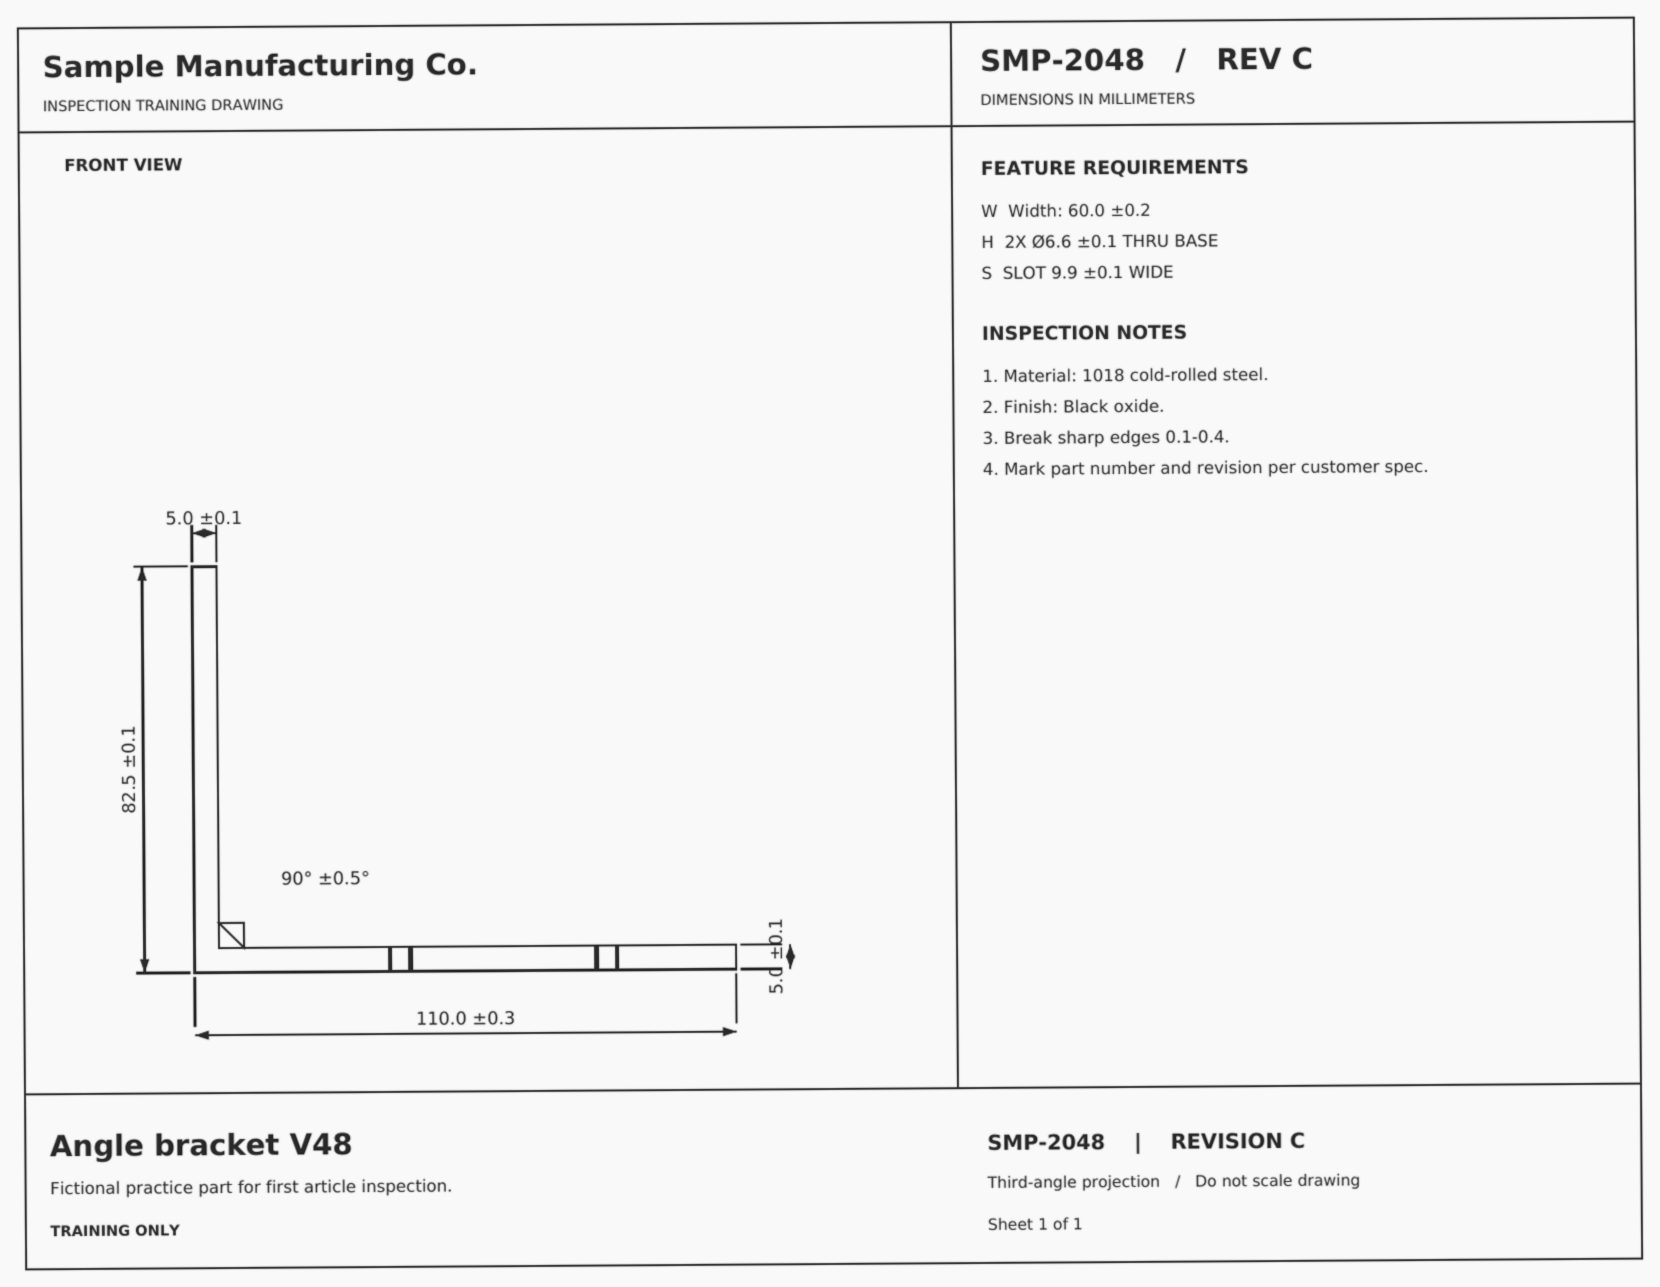 Sample Manufacturing Co.
INSPECTION TRAINING DRAWING
SMP-2048 / REV C
DIMENSIONS IN MILLIMETERS
FRONT VIEW
5.0 ±0.1
82.5 ±0.1
90° ±0.5°
5.0 ±0.1
110.0 ±0.3
FEATURE REQUIREMENTS
W Width: 60.0 ±0.2
H 2X Ø6.6 ±0.1 THRU BASE
S SLOT 9.9 ±0.1 WIDE
INSPECTION NOTES
1. Material: 1018 cold-rolled steel.
2. Finish: Black oxide.
3. Break sharp edges 0.1-0.4.
4. Mark part number and revision per customer spec.
Angle bracket V48
Fictional practice part for first article inspection.
TRAINING ONLY
SMP-2048 | REVISION C
Third-angle projection / Do not scale drawing
Sheet 1 of 1